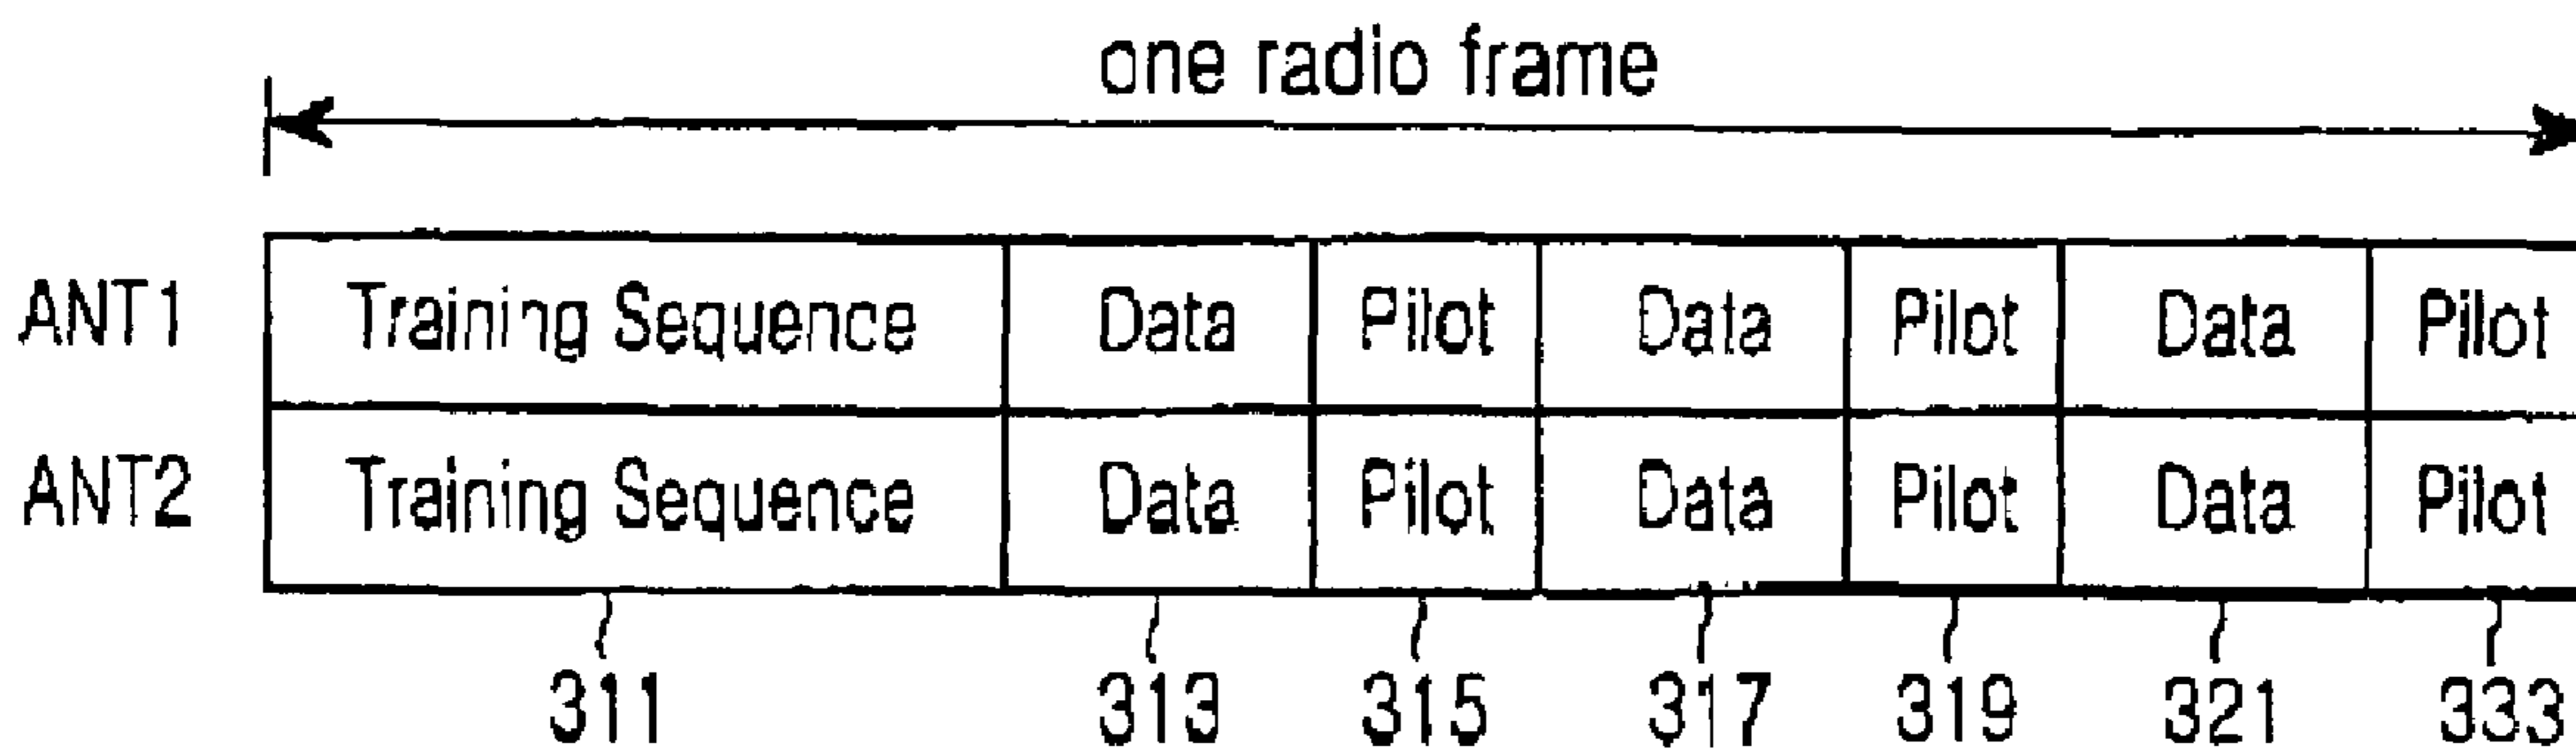 one radio frame
ANT1 Training Sequence Data Pilot Data Pilot Data Pilot
ANT2 Training Sequence Data Pilot Data Pilot Data Pilot
311 313 315 317 319 321 333